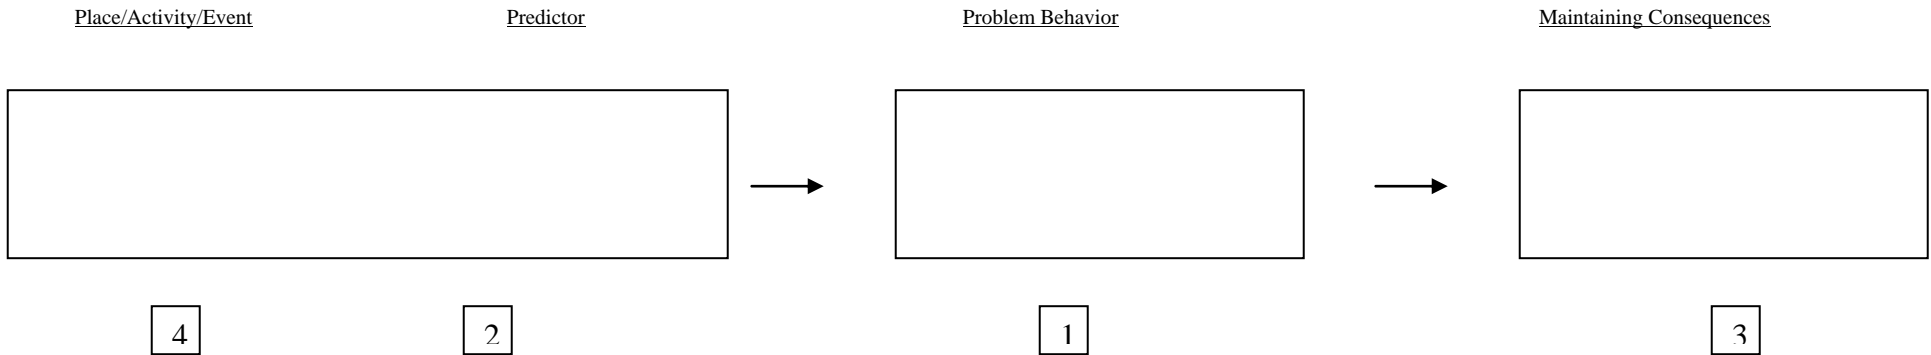 Place/Activity/Event Predictor Problem Behavior Maintaining Consequences
4 2 1 3